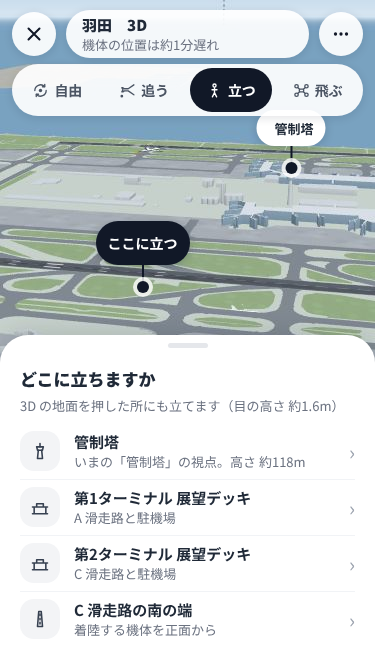 羽田　3D
機体の位置は約1分遅れ
自由
追う
立つ
飛ぶ
管制塔
ここに立つ
どこに立ちますか
3D の地面を押した所にも立てます（目の高さ 約1.6m）
管制塔
いまの「管制塔」の視点。高さ 約118m
第1ターミナル 展望デッキ
A 滑走路と駐機場
第2ターミナル 展望デッキ
C 滑走路と駐機場
C 滑走路の南の端
着陸する機体を正面から